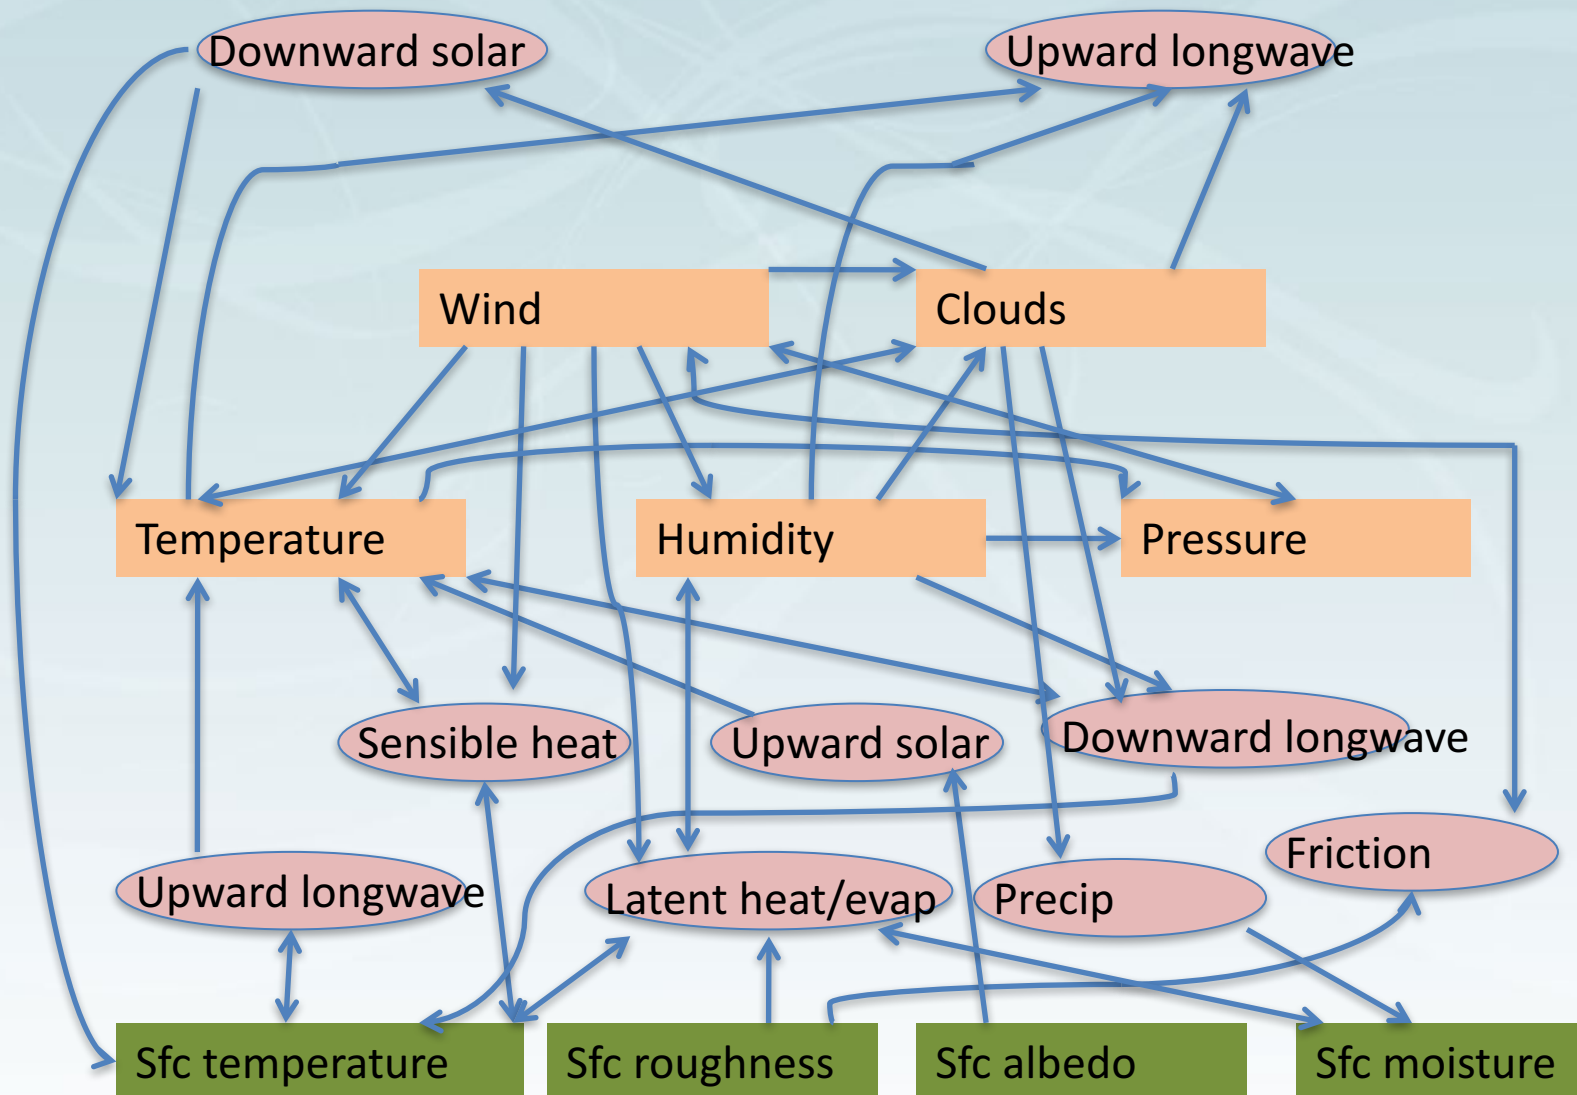 Downward solar
Upward longwave
Wind
Clouds
Temperature
Humidity
Pressure
Sensible heat
Upward solar
Downward longwave
Friction
Upward longwave
Latent heat/evap
Precip
Sfc temperature
Sfc roughness
Sfc albedo
Sfc moisture